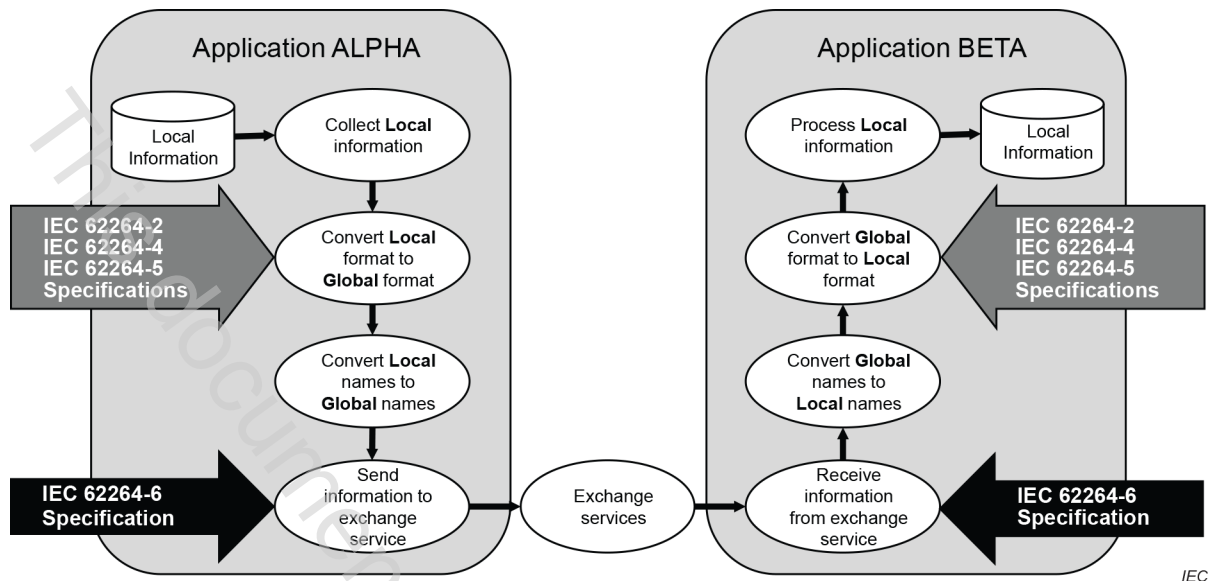 Application ALPHA
Local
Information
Collect Local
information
IEC 62264-2
IEC 62264-4
IEC 62264-5
Specifications
Convert Local
format to
Global format
Convert Local
names to
Global names
IEC 62264-6
Specification
Send
information to
exchange
service
Exchange
services
Application BETA
Process Local
information
Local
Information
Convert Global
format to Local
format
IEC 62264-2
IEC 62264-4
IEC 62264-5
Specifications
Convert Global
names to
Local names
Receive
information
from exchange
service
IEC 62264-6
Specification
IEC
This documen